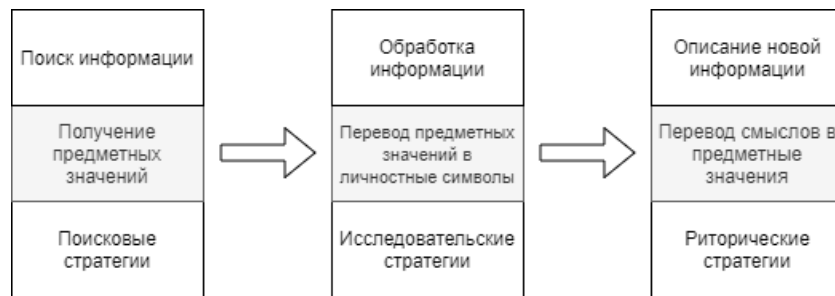 Поиск информации
Получение
предметных
значений
Поисковые
стратегии
Обработка
информации
Перевод предметных
значений в
личностные символы
Исследовательские
стратегии
Описание новой
информации
Перевод смыслов в
предметные
значения
Риторические
стратегии